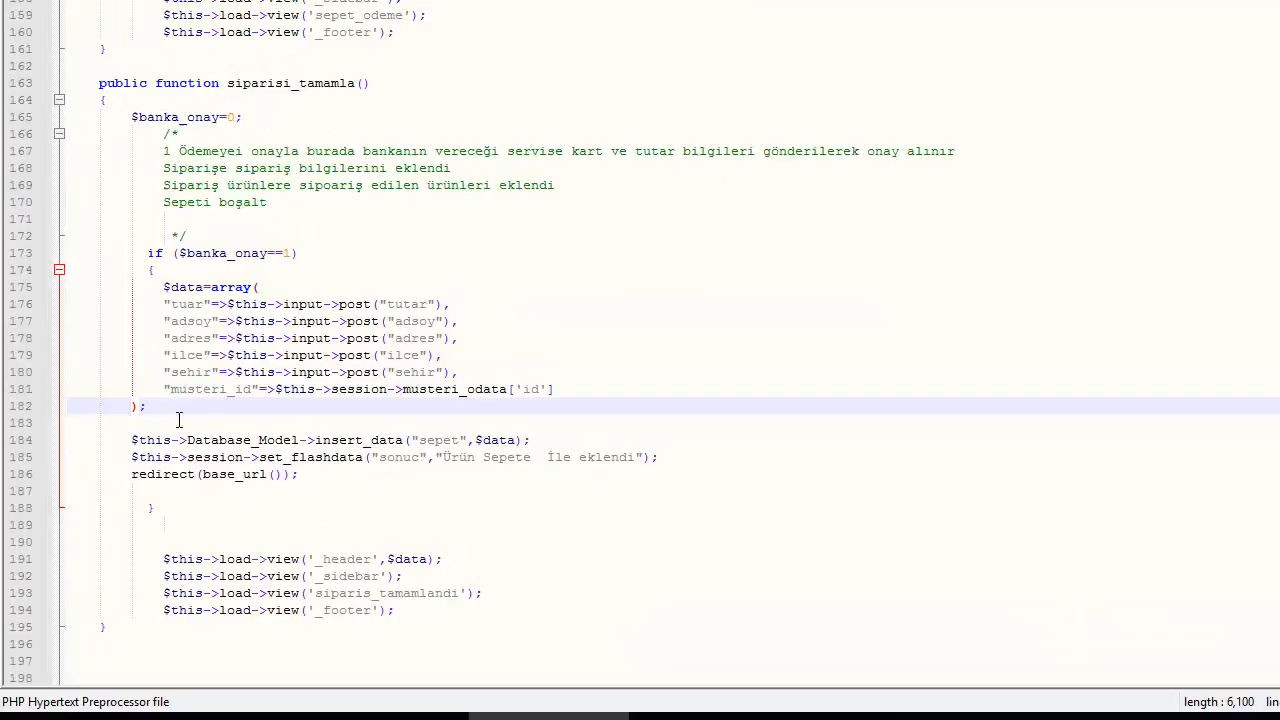 159 $this->load->view('sepet_odeme');
160 $this->load->view('_footer');
161 }
162
163 public function siparisi_tamamla()
164 {
165 $banka_onay=0;
166 /*
167 1 Ödemeyei onayla burada bankanın vereceği servise kart ve tutar bilgileri gönderilerek onay alınır
168 Siparişe sipariş bilgilerini eklendi
169 Sipariş ürünlere sipoariş edilen ürünleri eklendi
170 Sepeti boşalt
171
172 */
173 if ($banka_onay==1)
174 {
175 $data=array(
176 "tuar"=>$this->input->post("tutar"),
177 "adsoy"=>$this->input->post("adsoy"),
178 "adres"=>$this->input->post("adres"),
179 "ilce"=>$this->input->post("ilce"),
180 "sehir"=>$this->input->post("sehir"),
181 "musteri_id"=>$this->session->musteri_odata['id']
182 );
183
184 $this->Database_Model->insert_data("sepet",$data);
185 $this->session->set_flashdata("sonuc","Ürün Sepete  İle eklendi");
186 redirect(base_url());
187
188 }
189
190
191 $this->load->view('_header',$data);
192 $this->load->view('_sidebar');
193 $this->load->view('siparis_tamamlandi');
194 $this->load->view('_footer');
195 }
196
197
198
PHP Hypertext Preprocessor file length : 6,100 lin